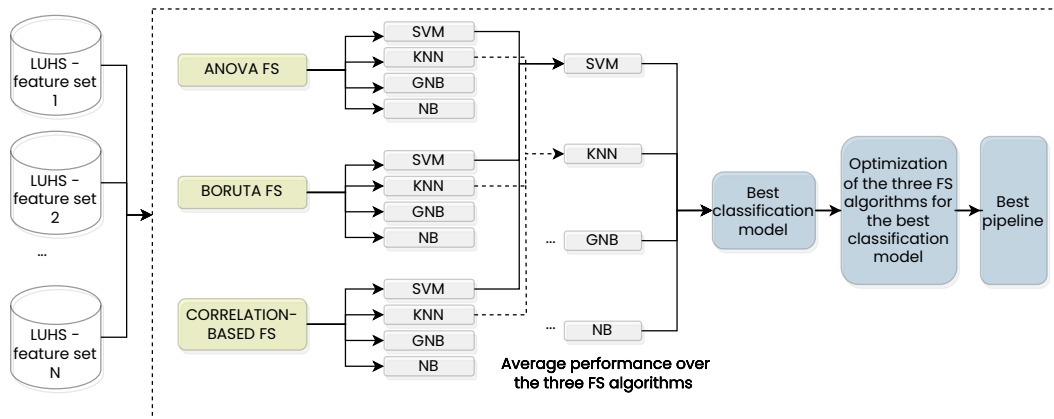 LUHS -
feature set
1
LUHS -
feature set
2
...
LUHS -
feature set
N
ANOVA FS
SVM
KNN
GNB
NB
BORUTA FS
SVM
KNN
GNB
NB
CORRELATION-
BASED FS
SVM
KNN
GNB
NB
SVM
KNN
... GNB
... NB
Average performance over
the three FS algorithms
Best
classification
model
Optimization
of the three FS
algorithms for
the best
classification
model
Best
pipeline